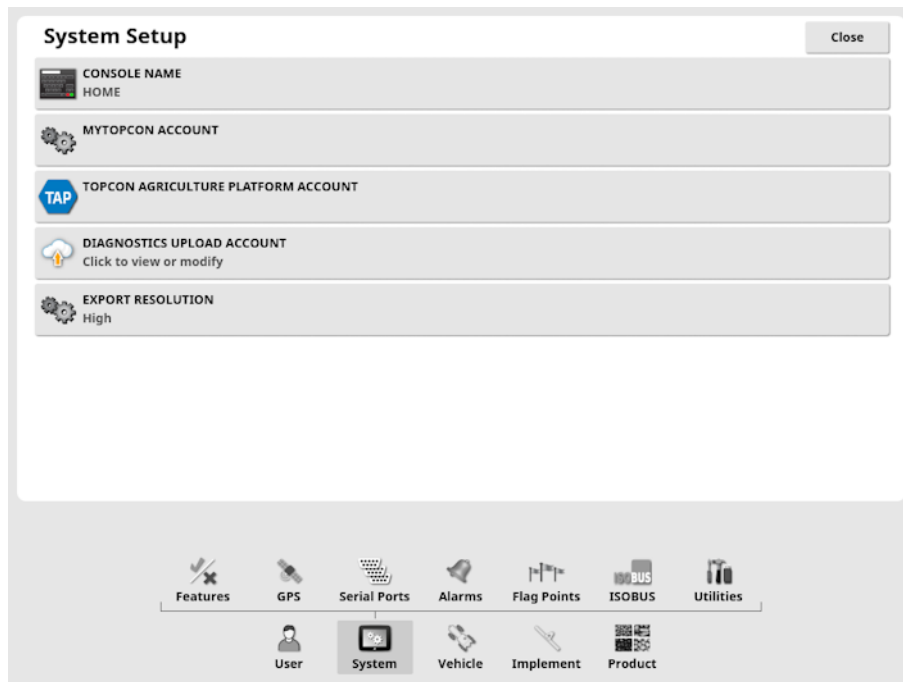 System Setup
Close
CONSOLE NAME
HOME
MYTOPCON ACCOUNT
TAP
TOPCON AGRICULTURE PLATFORM ACCOUNT
DIAGNOSTICS UPLOAD ACCOUNT
Click to view or modify
EXPORT RESOLUTION
High
ISOBUS
Features GPS Serial Ports Alarms Flag Points ISOBUS Utilities
User System Vehicle Implement Product